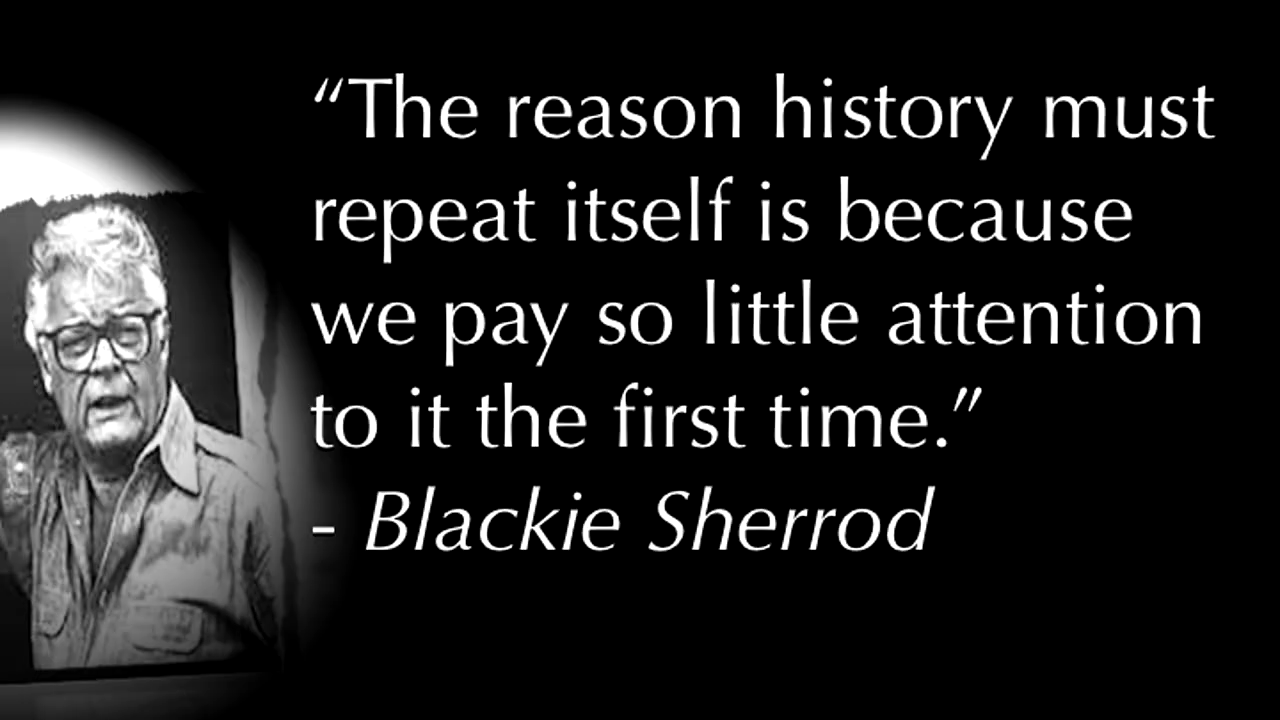 “The reason history must
repeat itself is because
we pay so little attention
to it the first time.”
- Blackie Sherrod